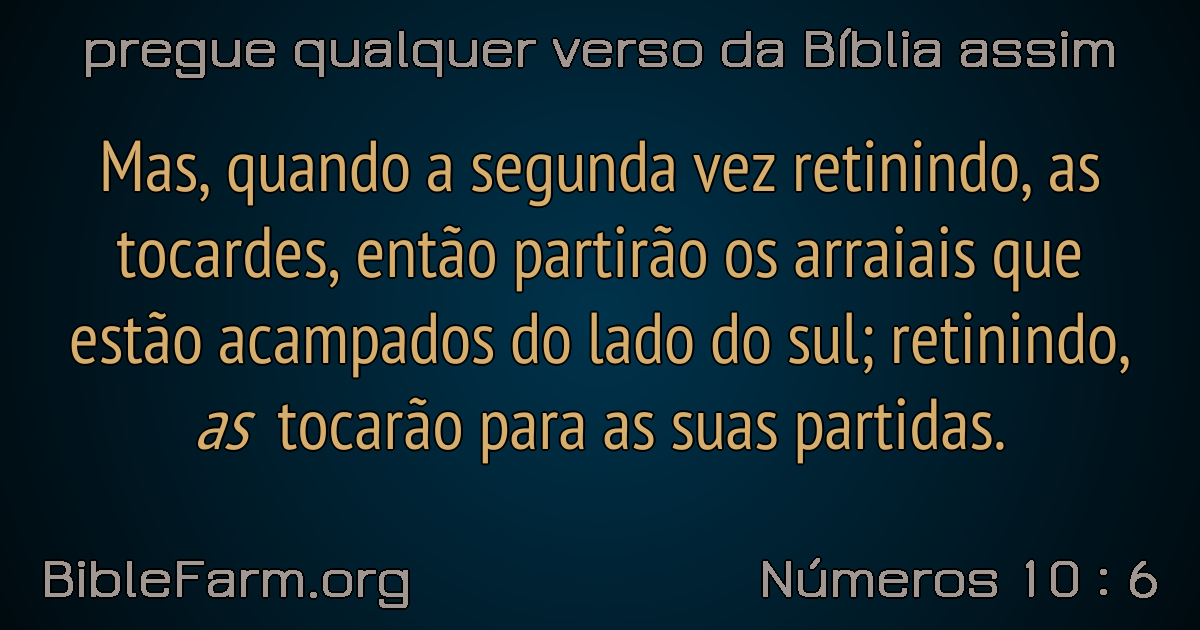 pregue qualquer verso da Bíblia assim
Mas, quando a segunda vez retinindo, as
tocardes, então partirão os arraiais que
estão acampados do lado do sul; retinindo,
as tocarão para as suas partidas.
BibleFarm.org
Números 10 : 6